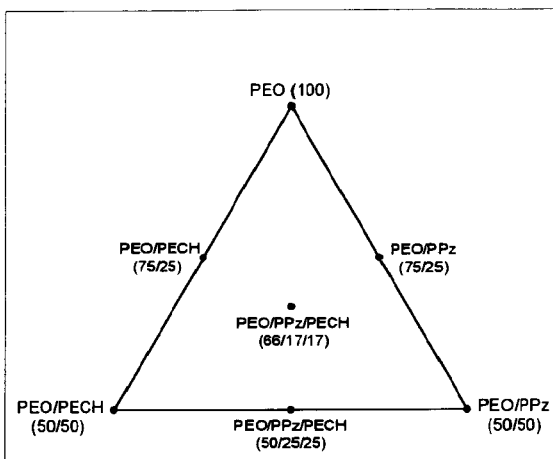 PEO (100)
PEO/PECH
(75/25)
PEO/PPz
(75/25)
PEO/PPz/PECH
(66/17/17)
PEO/PECH
(50/50)
PEO/PPz/PECH
(50/25/25)
PEO/PPz
(50/50)